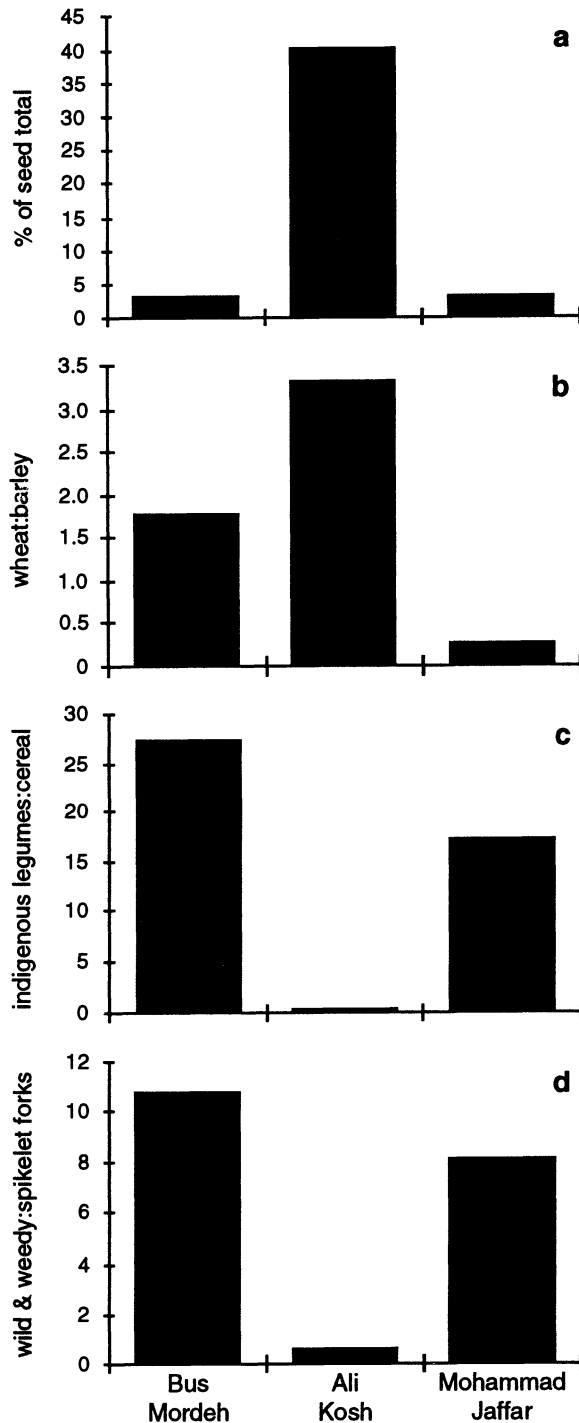 a
% of seed total
45
40
35
30
25
20
15
10
5
0
b
wheat:barley
3.5
3.0
2.5
2.0
1.5
1.0
0.5
0
c
indigenous legumes:cereal
30
25
20
15
10
5
0
d
wild & weedy:spikelet forks
12
10
8
6
4
2
0
Bus
Mordeh
Ali
Kosh
Mohammad
Jaffar